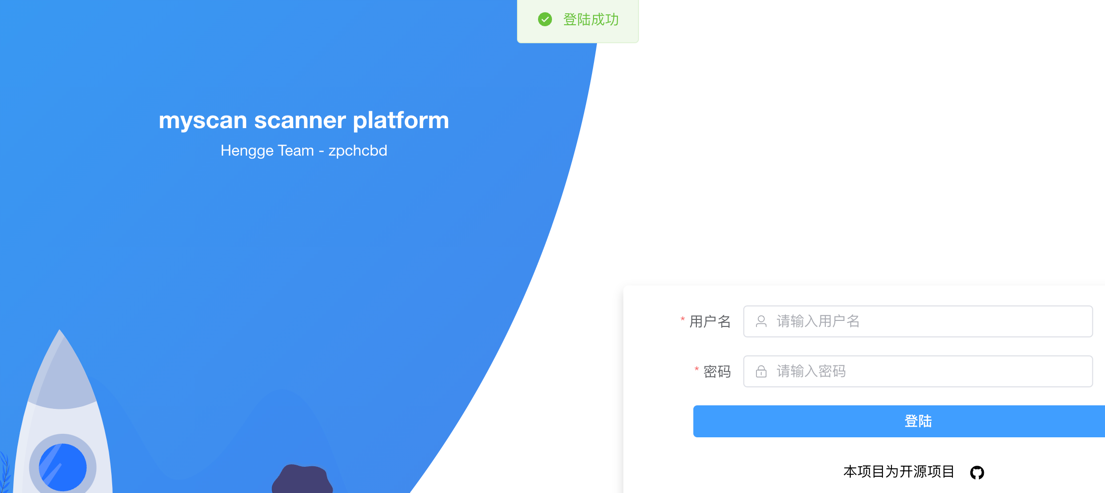 登陆成功
myscan scanner platform
Hengge Team - zpchcbd
* 用户名 请输入用户名
* 密码 请输入密码
登陆
本项目为开源项目